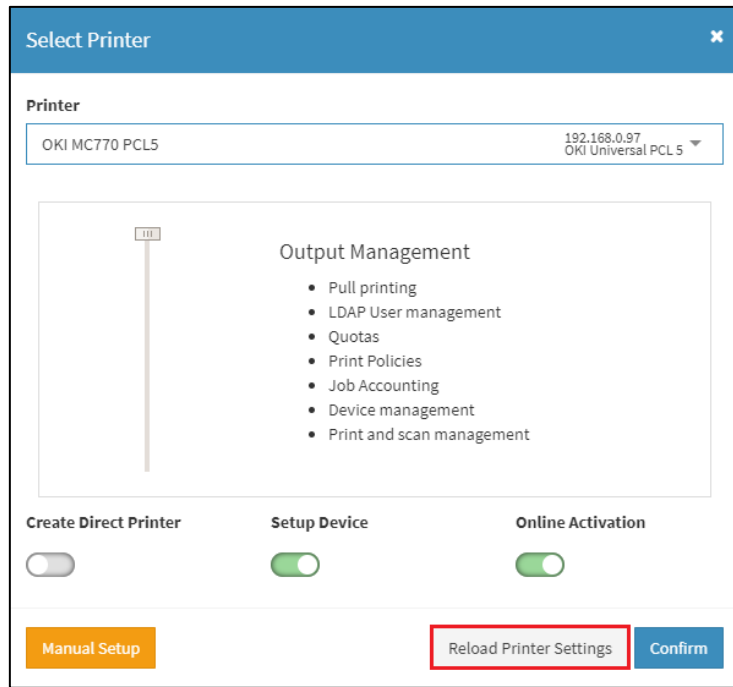 Select Printer
Printer
OKI MC770 PCL5
192.168.0.97
OKI Universal PCL 5
Output Management
Pull printing
LDAP User management
Quotas
Print Policies
Job Accounting
Device management
Print and scan management
Create Direct Printer Setup Device Online Activation
Manual Setup Reload Printer Settings Confirm